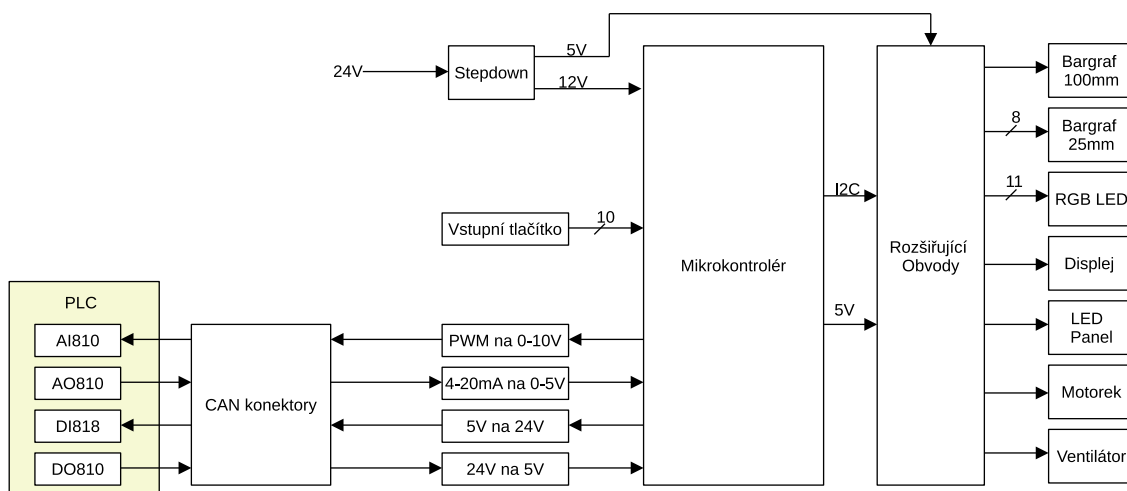 5V
24V
Stepdown
12V
Bargraf
100mm
8
Bargraf
25mm
I2C
11
RGB LED
Vstupní tlačítko
10
Mikrokontrolér
Rozšiřující
Obvody
Displej
PLC
5V
LED
Panel
AI810
PWM na 0-10V
AO810
4-20mA na 0-5V
Motorek
CAN konektory
DI818
5V na 24V
DO810
24V na 5V
Ventilátor